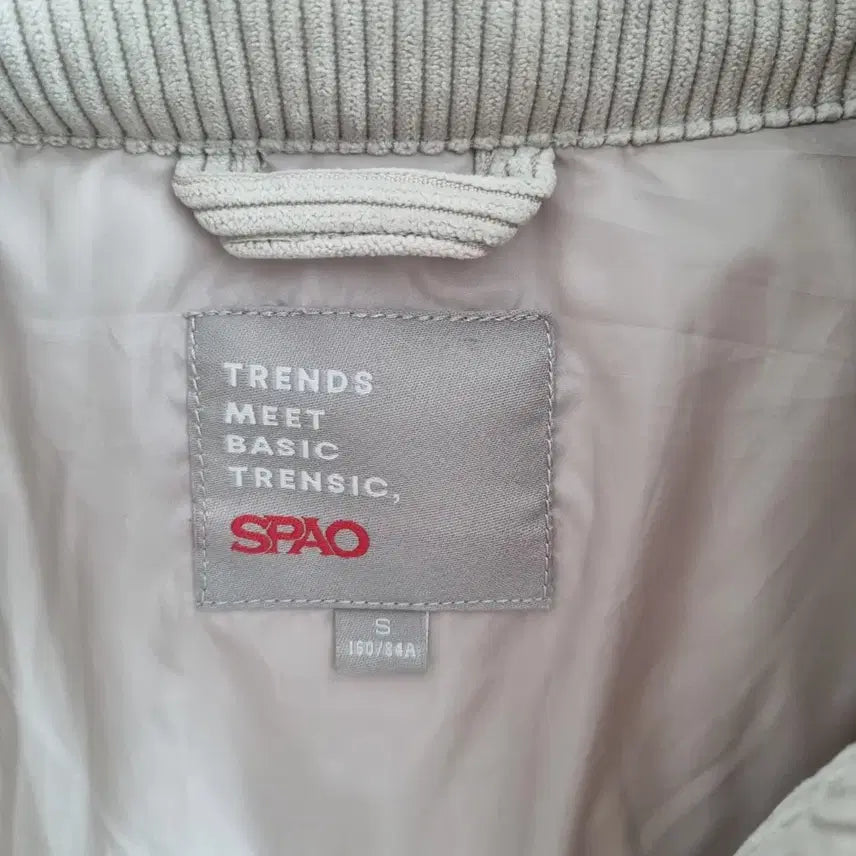 TRENDS
MEET
BASIC
TRENSIC,
SPAO
S
160/84A